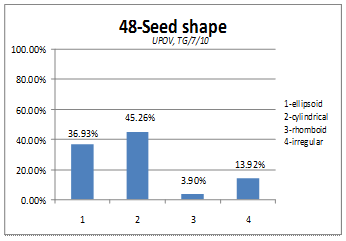 48-Seed shape
UPOV, TG/7/10
100.00%
80.00%
60.00%
40.00%
20.00%
0.00%
36.93%
45.26%
3.90%
13.92%
1 2 3 4
1-ellipsoid
2-cylindrical
3-rhomboid
4-irregular